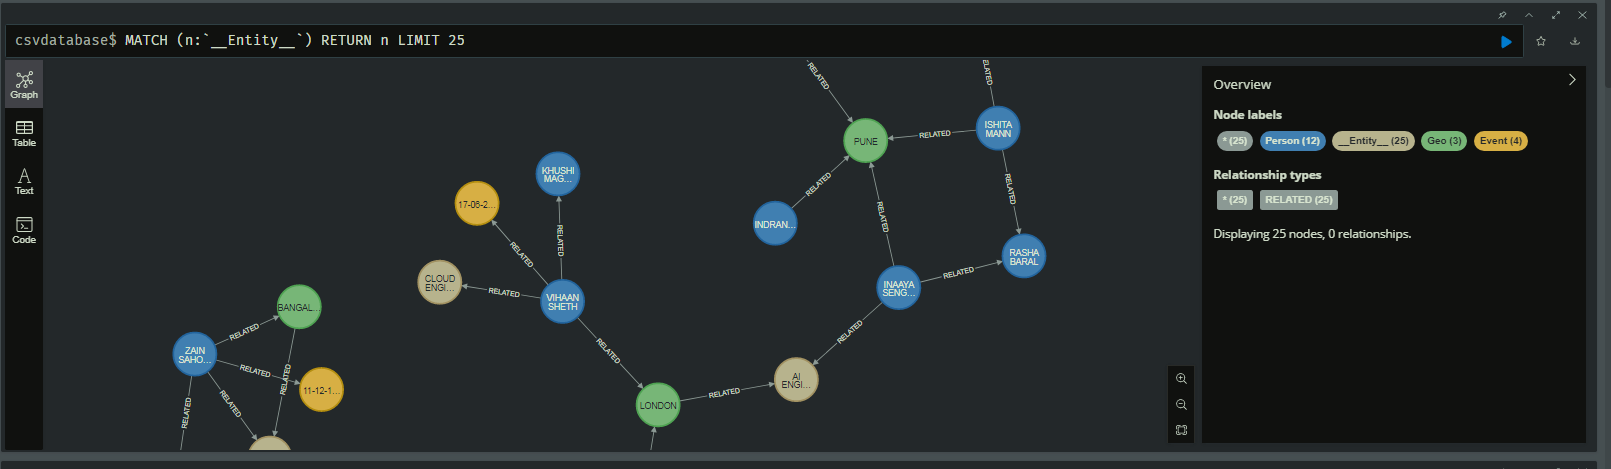 csvdatabase$ MATCH (n:`__Entity__`) RETURN n LIMIT 25
Graph
Table
Text
Code
RELATED
ELATED
PUNE
RELATED
ISHITA
MANN
KHUSHI
MAG...
RELATED
17-06-2...
INDRAN...
RELATED
RELATED
RELATED
RELATED
RASHA
BARAL
RELATED
CLOUD
ENGI...
RELATED
VIHAAN
SHETH
INAAYA
SENG...
RELATED
BANGAL...
RELATED
RELATED
RELATED
ZAIN
SAHO...
RELATED
RELATED
11-12-1...
RELATED
RELATED
AI
ENGI...
RELATED
LONDON
Overview
Node labels
* (25) Person (12) __Entity__ (25) Geo (3) Event (4)
Relationship types
* (25) RELATED (25)
Displaying 25 nodes, 0 relationships.